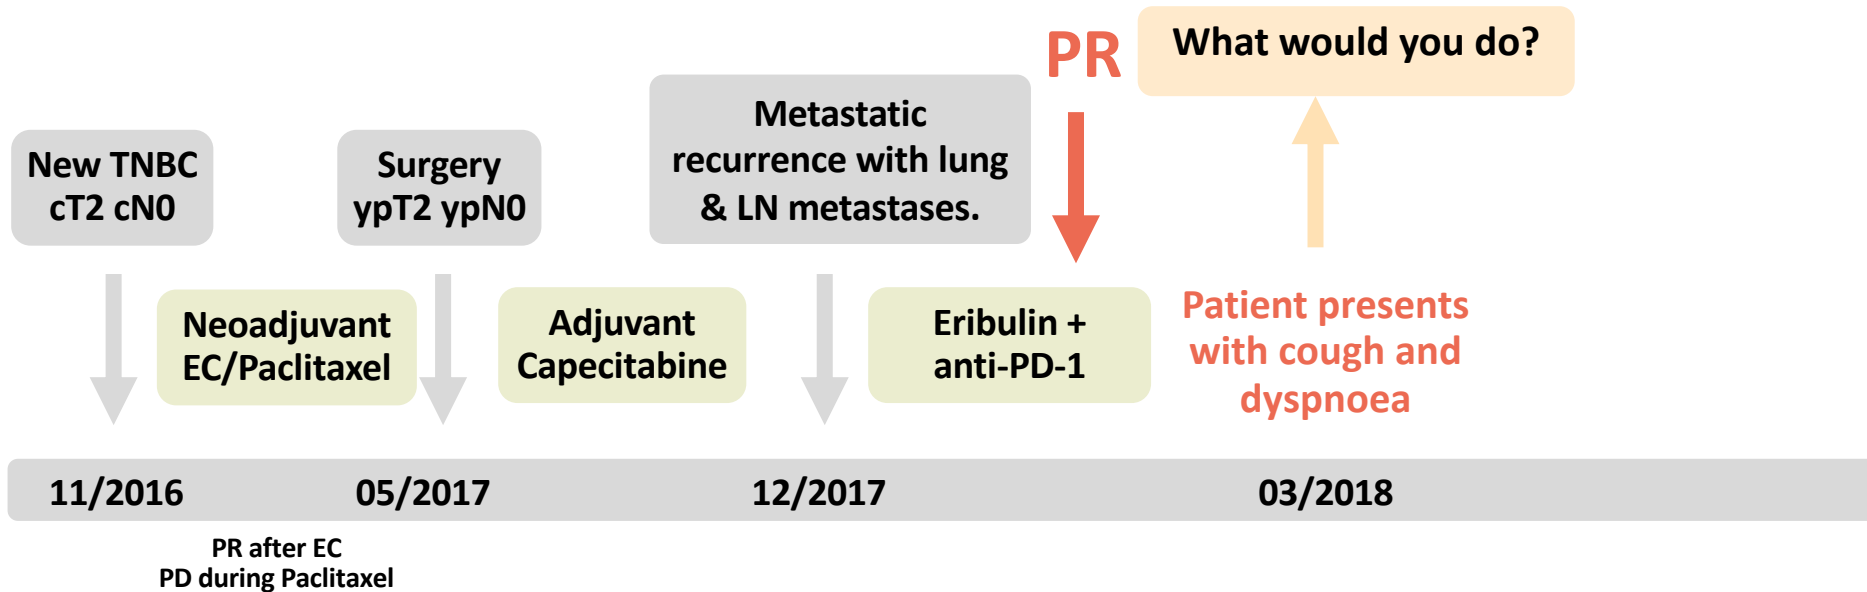 PR
What would you do?
New TNBC
cT2 cN0
Surgery
ypT2 ypN0
Metastatic
recurrence with lung
& LN metastases.
Neoadjuvant
EC/Paclitaxel
Adjuvant
Capecitabine
Eribulin +
anti-PD-1
Patient presents
with cough and
dyspnoea
11/2016
05/2017
12/2017
03/2018
PR after EC
PD during Paclitaxel